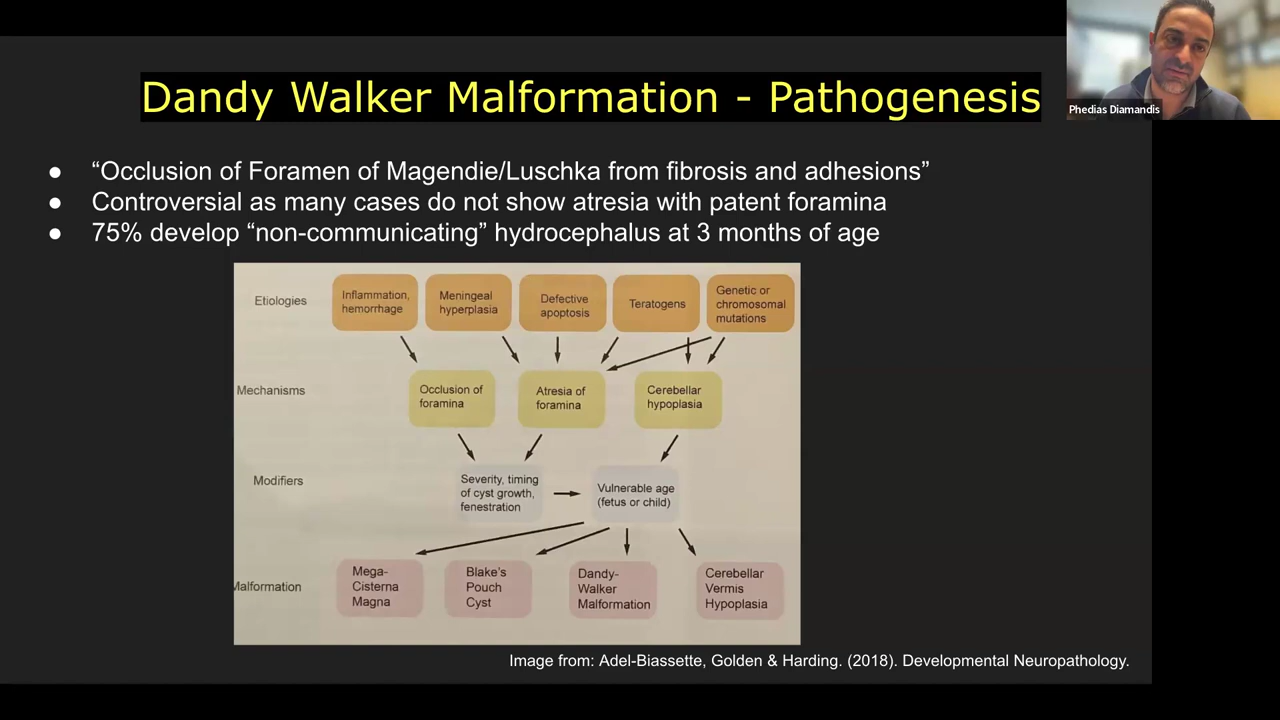 Dandy Walker Malformation - Pathogenesis
Phedias Diamandis
● “Occlusion of Foramen of Magendie/Luschka from fibrosis and adhesions”
● Controversial as many cases do not show atresia with patent foramina
● 75% develop “non-communicating” hydrocephalus at 3 months of age
Etiologies
Inflammation,
hemorrhage
Meningeal
hyperplasia
Defective
apoptosis
Teratogens
Genetic or
chromosomal
mutations
Mechanisms
Occlusion of
foramina
Atresia of
foramina
Cerebellar
hypoplasia
Modifiers
Severity, timing
of cyst growth,
fenestration
Vulnerable age
(fetus or child)
Malformation
Mega-
Cisterna
Magna
Blake’s
Pouch
Cyst
Dandy-
Walker
Malformation
Cerebellar
Vermis
Hypoplasia
Image from: Adel-Biassette, Golden & Harding. (2018). Developmental Neuropathology.